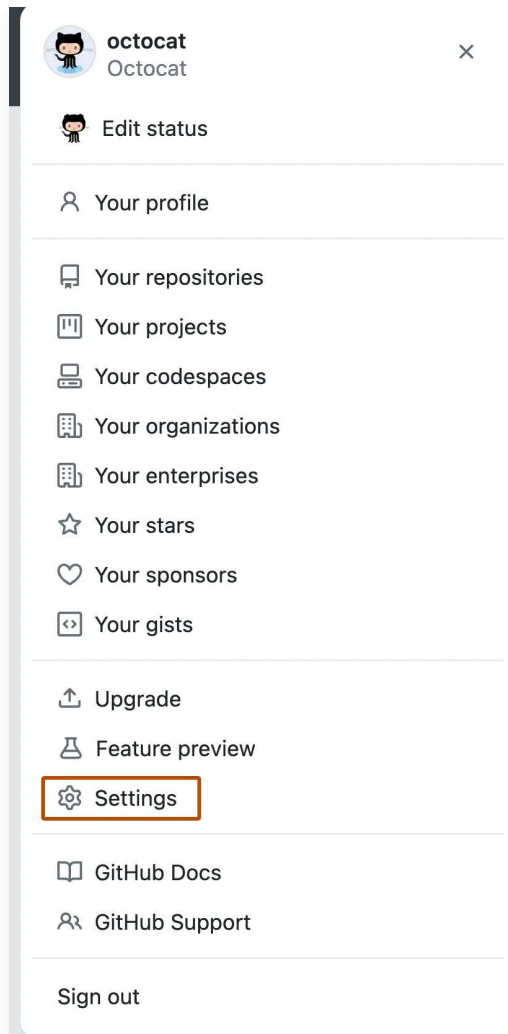 octocat
Octocat
Edit status
Your profile
Your repositories
Your projects
Your codespaces
Your organizations
Your enterprises
Your stars
Your sponsors
Your gists
Upgrade
Feature preview
Settings
GitHub Docs
GitHub Support
Sign out